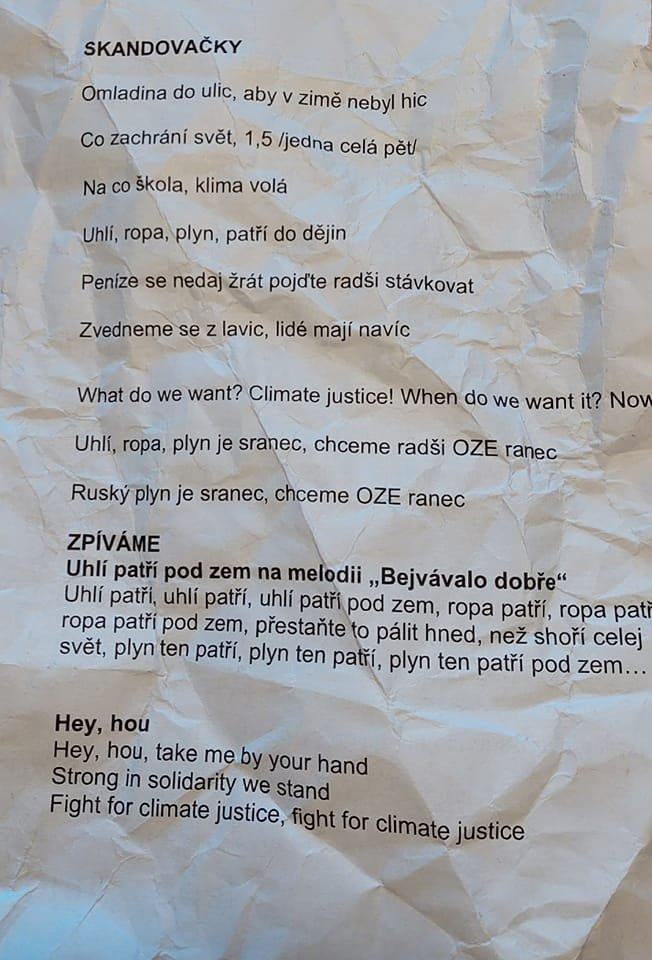 SKANDOVAČKY
Omladina do ulic, aby v zimě nebyl hic
Co zachrání svět, 1,5 /jedna celá pět/
Na co škola, klima volá
Uhlí, ropa, plyn, patří do dějin
Peníze se nedaj žrát pojďte radši stávkovat
Zvedneme se z lavic, lidé mají navíc
What do we want? Climate justice! When do we want it? Now
Uhlí, ropa, plyn je sranec, chceme radši OZE ranec
Ruský plyn je sranec, chceme OZE ranec
ZPÍVÁME
Uhlí patří pod zem na melodii „Bejvávalo dobře“
Uhlí patři, uhlí patří, uhlí patří pod zem, ropa patří, ropa patř
ropa patří pod zem, přestaňte to pálit hned, než shoří celej
svět, plyn ten patří, plyn ten patří, plyn ten patří pod zem…
Hey, hou
Hey, hou, take me by your hand
Strong in solidarity we stand
Fight for climate justice, fight for climate justice